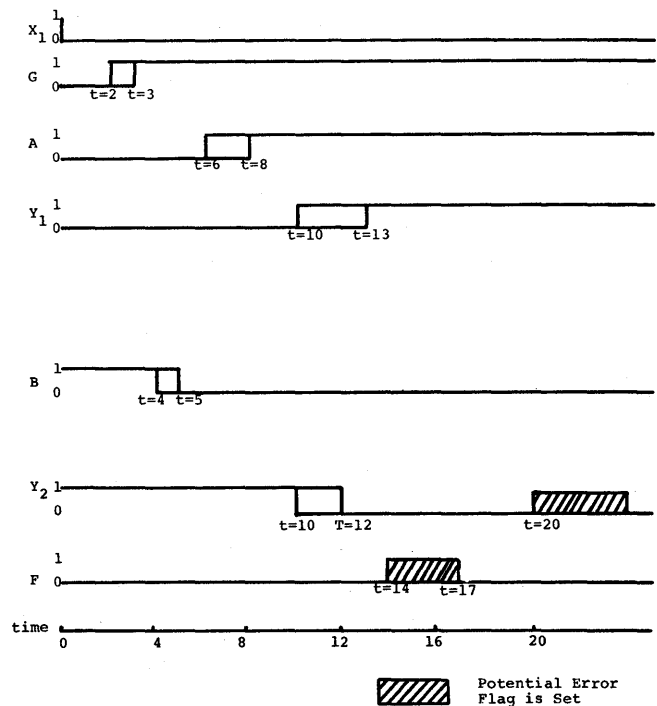 X1 1
0
G 1
0
t=2 t=3
A 1
0
t=6 t=8
Y1 1
0
t=10 t=13
B 1
0
t=4 t=5
Y2 1
0
t=10 T=12 t=20
F 1
0
t=14 t=17
time
0 4 8 12 16 20
Potential Error
Flag is Set